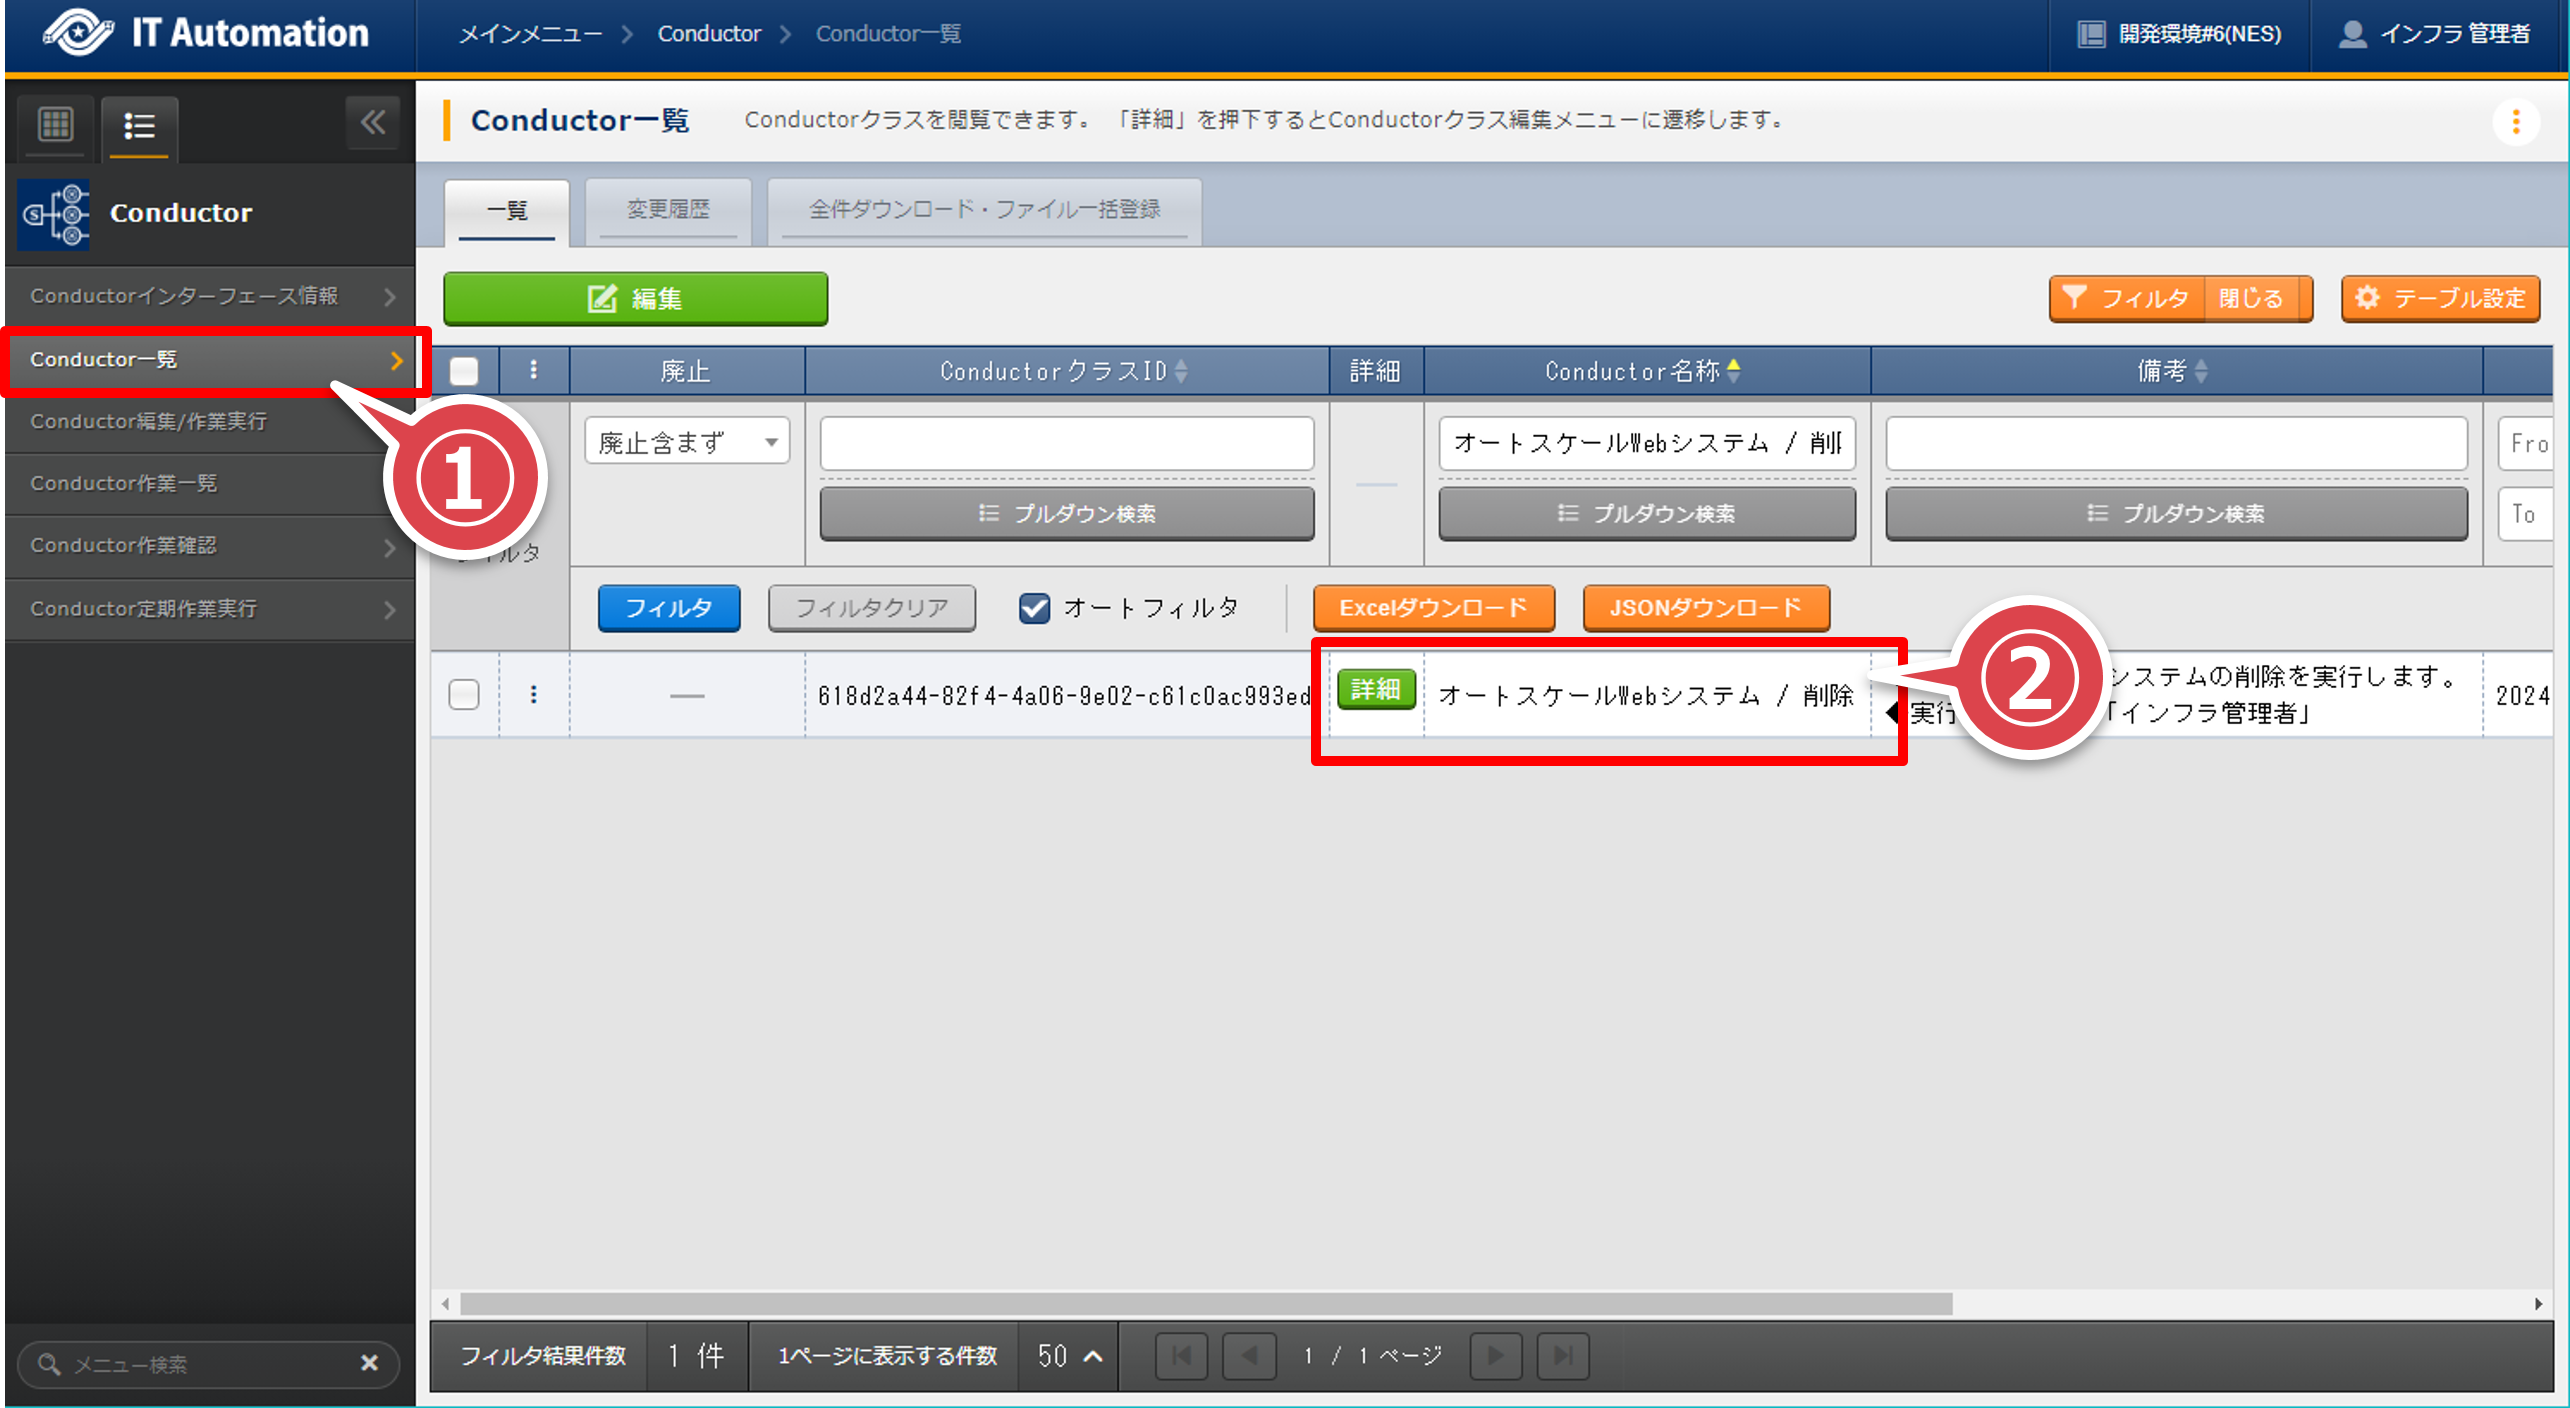 IT Automation
メインメニュー > Conductor > Conductor一覧
開発環境#6(NES)
インフラ 管理者
Conductor一覧
Conductorクラスを閲覧できます。 「詳細」を押下するとConductorクラス編集メニューに遷移します。
Conductor
一覧
変更履歴
全件ダウンロード・ファイル一括登録
Conductorインターフェース情報
Conductor一覧
Conductor編集/作業実行
Conductor作業一覧
Conductor作業確認
Conductor定期作業実行
①
編集
フィルタ 閉じる
テーブル設定
廃止 ConductorクラスID 詳細 Conductor名称 備考
廃止含まず
オートスケールWebシステム / 削
Fro
プルダウン検索
プルダウン検索
プルダウン検索
To
ルタ
フィルタ フィルタクリア オートフィルタ Excelダウンロード JSONダウンロード
618d2a44-82f4-4a06-9e02-c61c0ac993ed
詳細
オートスケールWebシステム / 削除
②
システムの削除を実行します。
実行
「インフラ管理者」
2024
メニュー検索
フィルタ結果件数 1 件 1ページに表示する件数 50 1 / 1 ページ